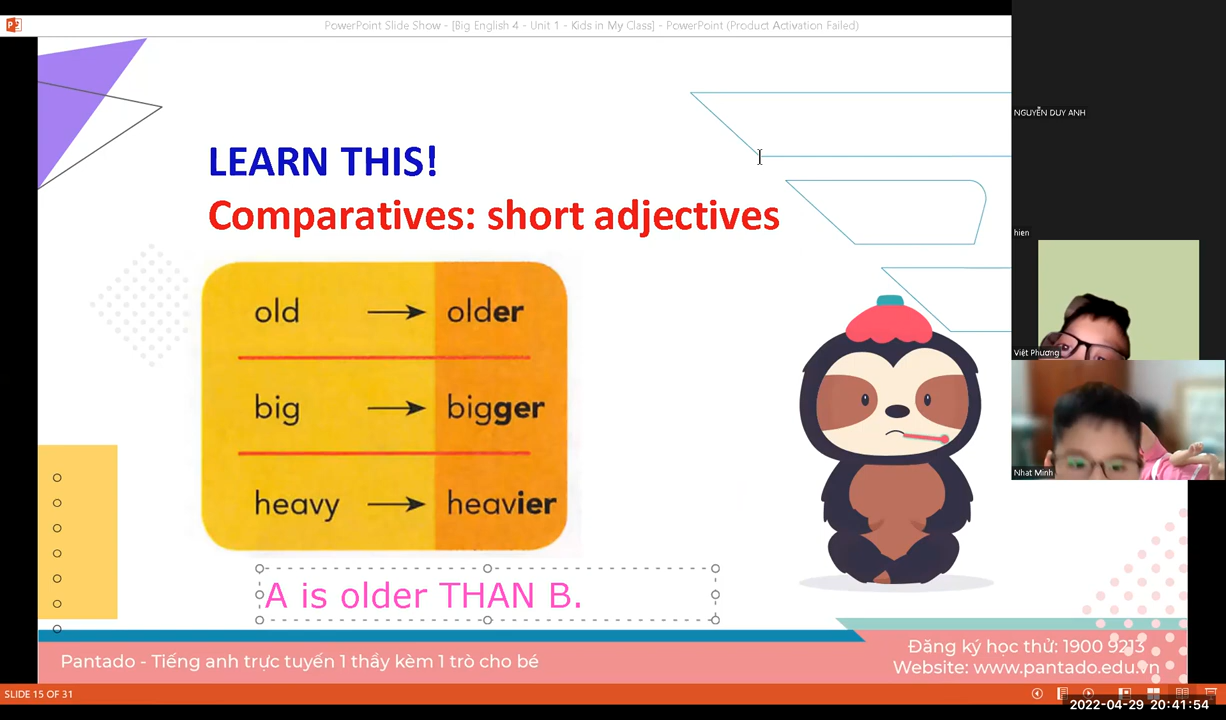 PowerPoint Slide Show - [Big English 4 - Unit 1 - Kids in My Class] - PowerPoint (Product Activation Failed)
NGUYỄN DUY ANH
LEARN THIS!
Comparatives: short adjectives
hien
old → older
Việt Phương
big → bigger
Nhat Minh
heavy → heavier
A is older THAN B.
Pantado - Tiếng anh trực tuyến 1 thầy kèm 1 trò cho bé
Đăng ký học thử: 1900 9213
Website: www.pantado.edu.vn
SLIDE 15 OF 31
2022-04-29 20:41:54